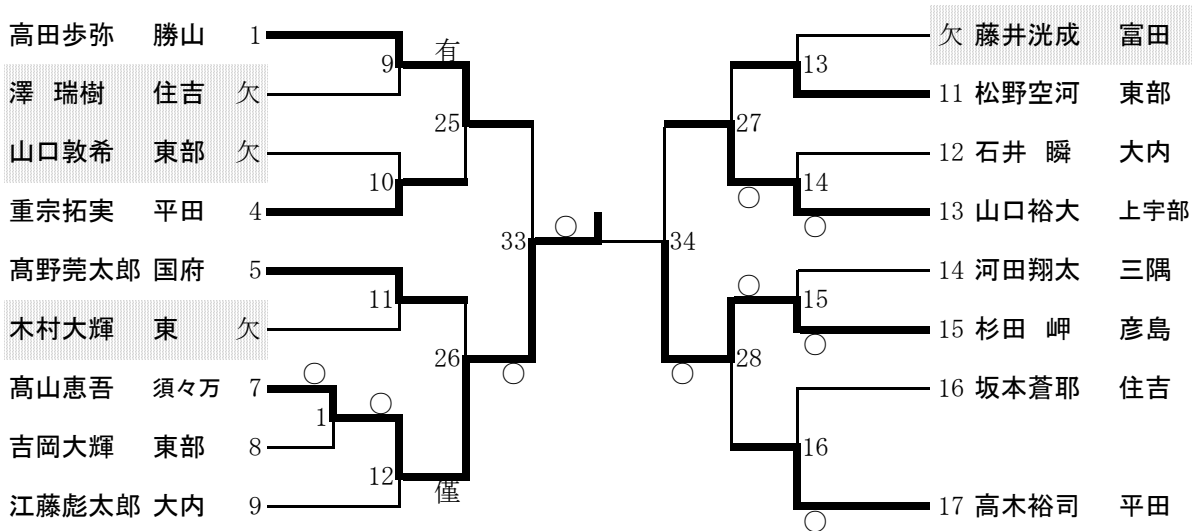 高田歩弥 勝山 1
澤 瑞樹 住吉 欠
山口敦希 東部 欠
重宗拓実 平田 4
髙野莞太郎 国府 5
木村大輝 東 欠
髙山恵吾 須々万 7
吉岡大輝 東部 8
江藤彪太郎 大内 9
9
10
11
1
12
有
25
26
僅
33
34
27
28
13
14
15
16
欠 藤井洸成 富田
11 松野空河 東部
12 石井 瞬 大内
13 山口裕大 上宇部
14 河田翔太 三隅
15 杉田 岬 彦島
16 坂本蒼耶 住吉
17 高木裕司 平田